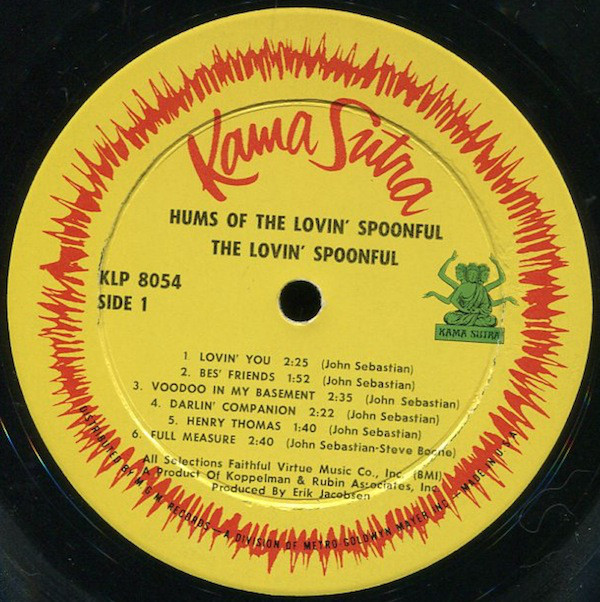 Kama Sutra
HUMS OF THE LOVIN' SPOONFUL
THE LOVIN' SPOONFUL
KLP 8054
SIDE 1
KAMA SUTRA
1. LOVIN' YOU 2:25 (John Sebastian)
2. BES' FRIENDS 1:52 (John Sebastian)
3. VOODOO IN MY BASEMENT 2:35 (John Sebastian)
4. DARLIN' COMPANION 2:22 (John Sebastian)
5. HENRY THOMAS 1:40 (John Sebastian)
6. FULL MEASURE 2:40 (John Sebastian-Steve Boone)
All Selections Faithful Virtue Music Co., Inc. (BMI)
A Product Of Koppelman & Rubin Associates, Inc.
Produced By Erik Jacobsen
DISTRIBUTED BY M G M RECORDS — A DIVISION OF METRO GOLDWYN MAYER INC. — MADE IN U.S.A.